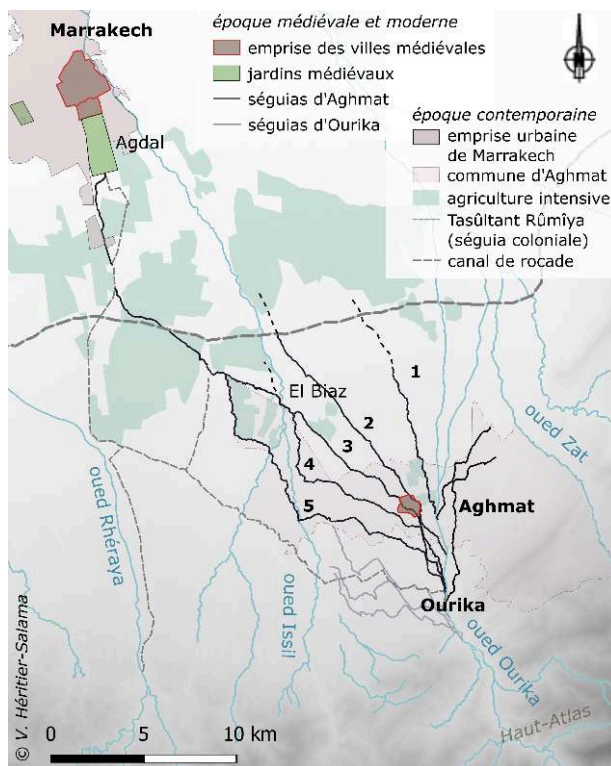 Marrakech
Agdal
époque médiévale et moderne
emprise des villes médiévales
jardins médiévaux
séguias d'Aghmat
séguias d'Ourika
N
époque contemporaine
emprise urbaine
de Marrakech
commune d'Aghmat
agriculture intensive
Tasûltant Rûmîya
(séguia coloniale)
canal de rocade
1
El Biaz
2
3
4
5
oued Zat
Aghmat
oued Rhéraya
oued Issil
Ourika
oued Ourika
Haut-Atlas
0 5 10 km
© V. Héritier-Salama